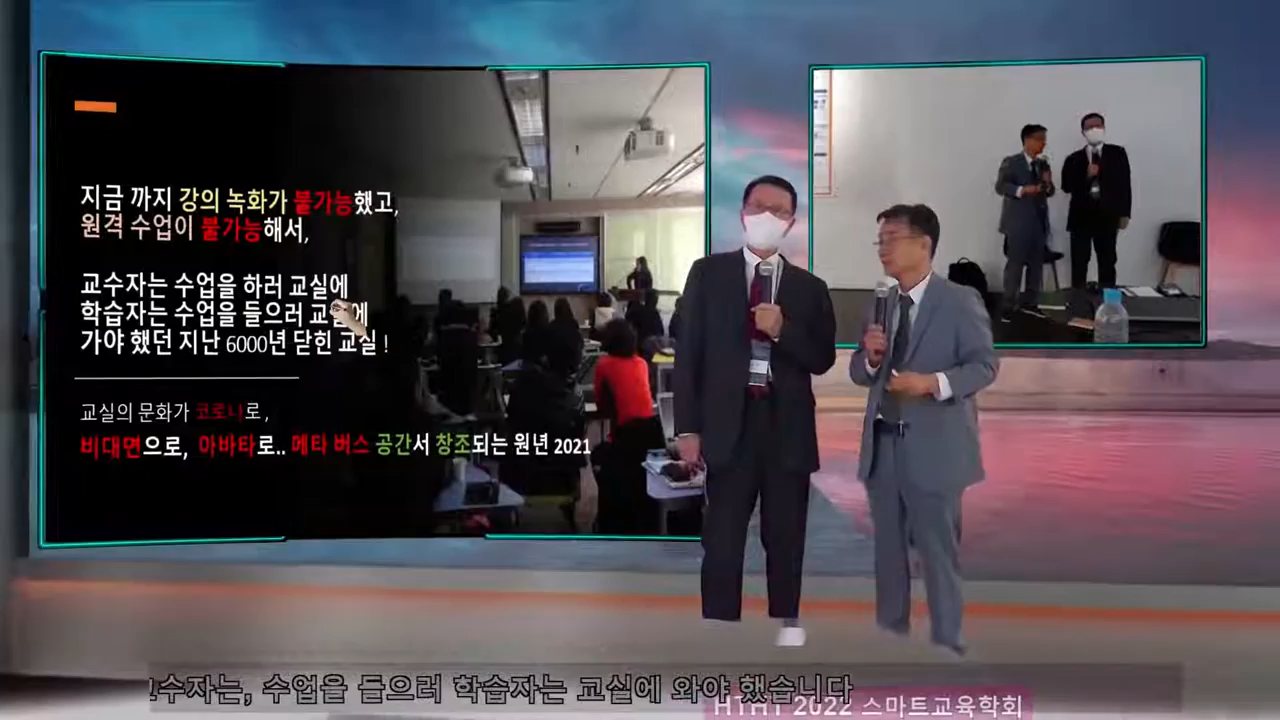 지금 까지 강의 녹화가 불가능했고,
원격 수업이 불가능해서,
교수자는 수업을 하러 교실에
학습자는 수업을 들으러 교실에
가야 했던 지난 6000년 닫힌 교실 !
교실의 문화가 코로나로,
비대면으로, 아바타로.. 메타 버스 공간서 창조되는 원년 2021
교수자는, 수업을 들으러 학습자는 교실에 와야 했습니다
HTHT 2022 스마트교육학회